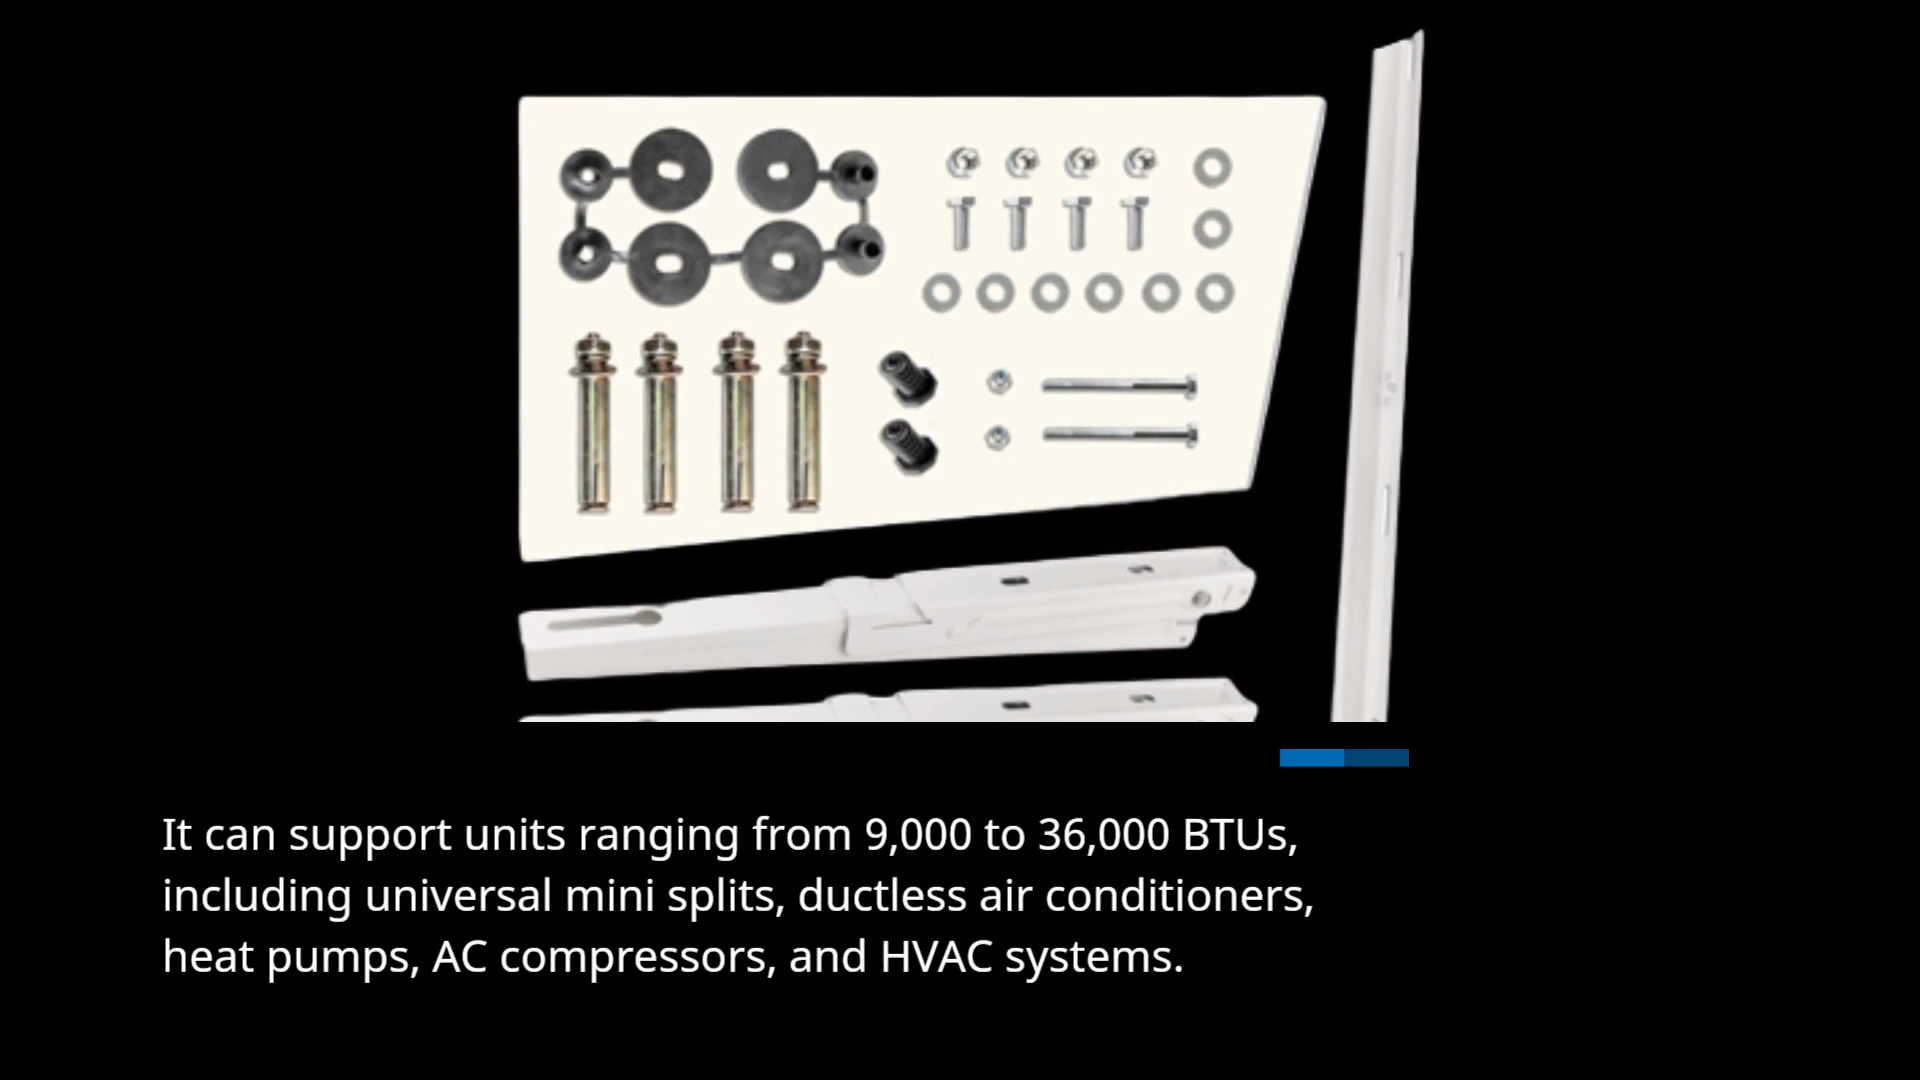 It can support units ranging from 9,000 to 36,000 BTUs,
including universal mini splits, ductless air conditioners,
heat pumps, AC compressors, and HVAC systems.